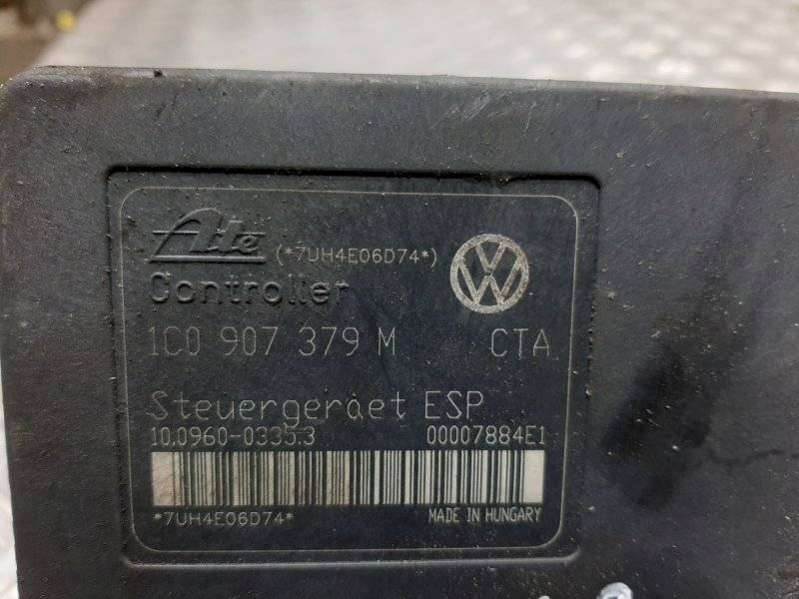 Ate (*7UH4E06D74*)
Controller
1C0 907 379 M CTA
Steuergeraet ESP
10.0960-0335.3 00007884E1
*7UH4E06D74* MADE IN HUNGARY